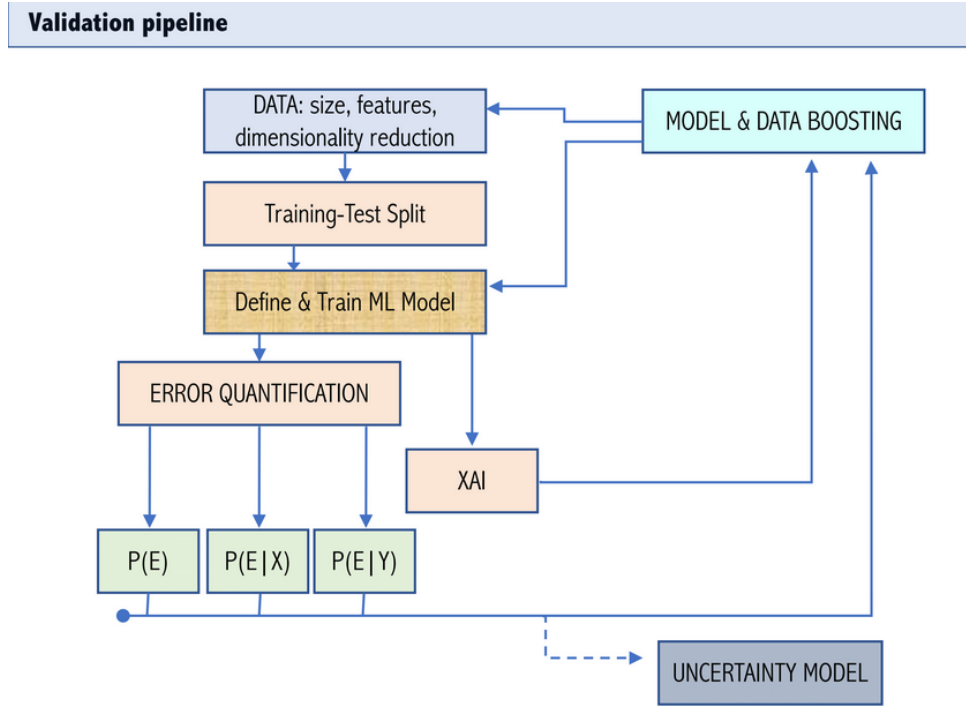 Validation pipeline
DATA: size, features,
dimensionality reduction
MODEL & DATA BOOSTING
Training-Test Split
Define & Train ML Model
ERROR QUANTIFICATION
XAI
P(E)
P(E|X)
P(E|Y)
UNCERTAINTY MODEL